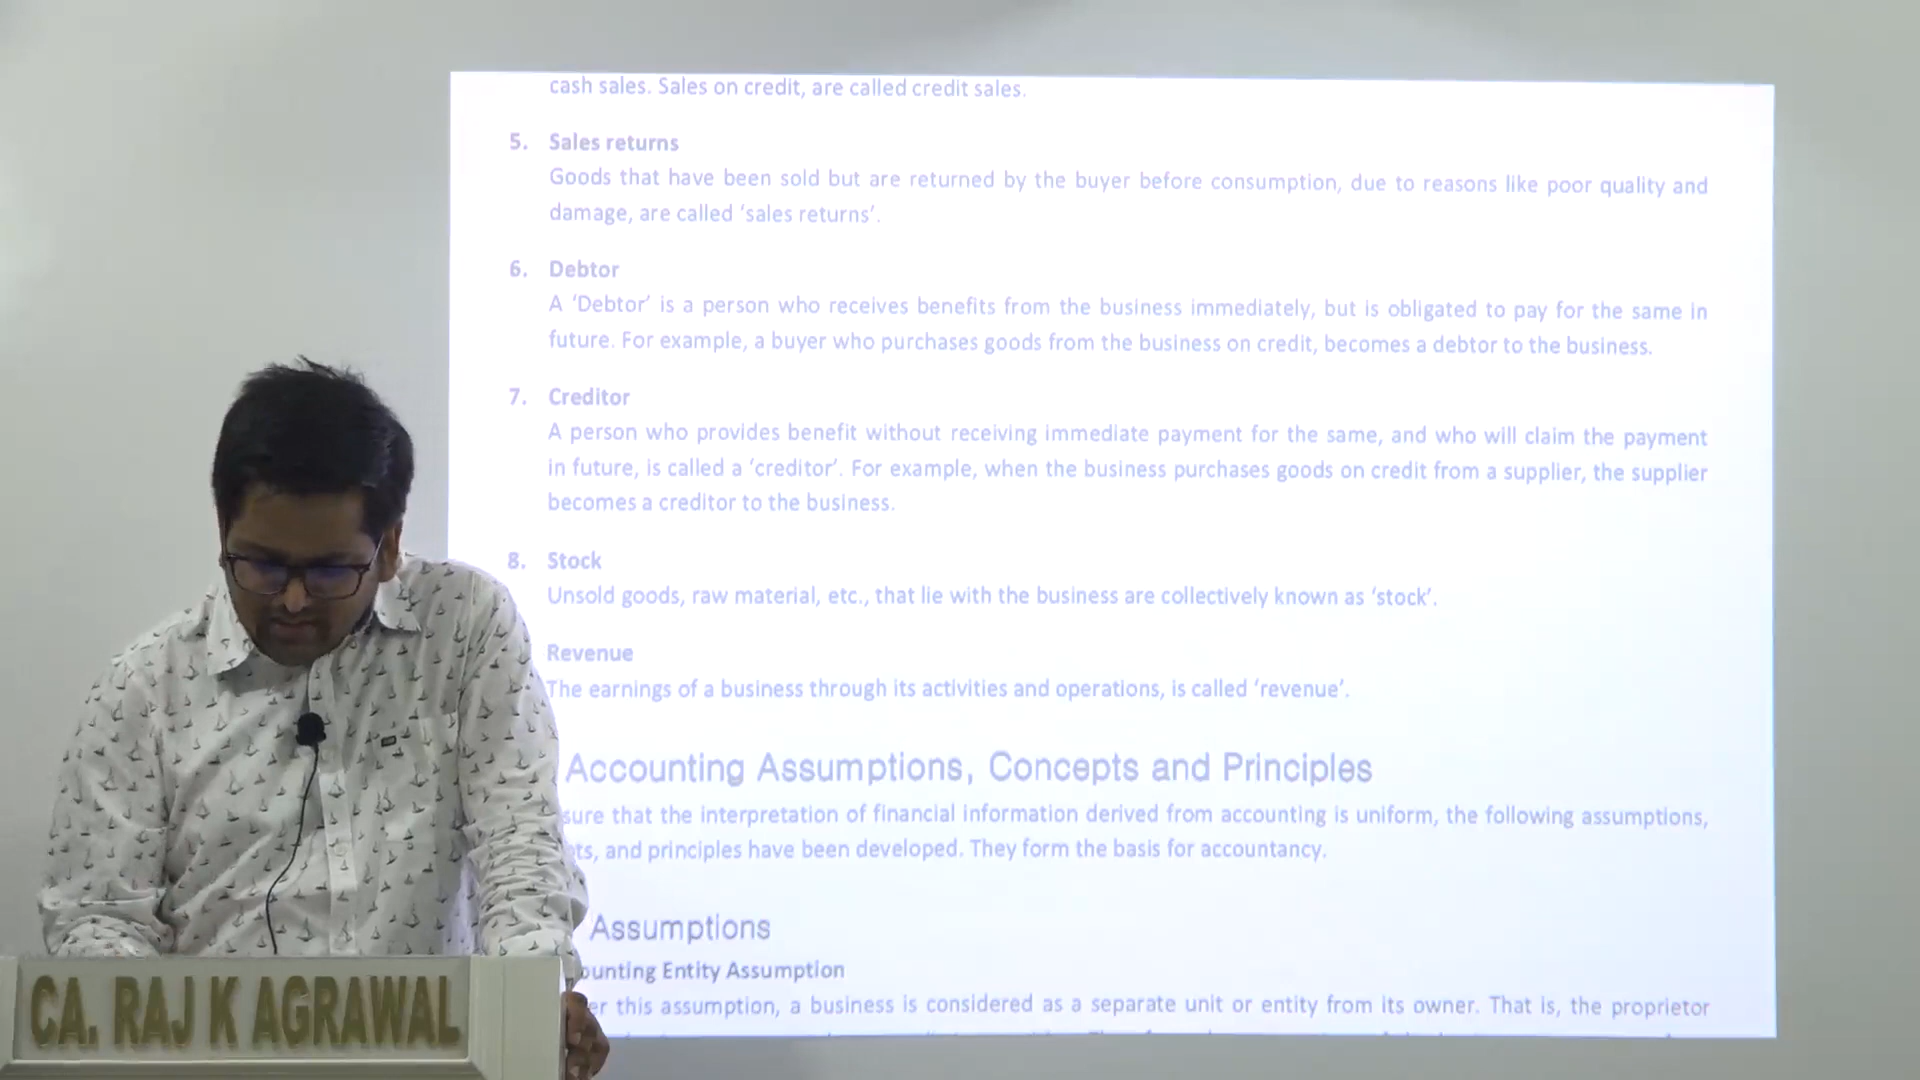 cash sales. Sales on credit, are called credit sales.
5. Sales returns
Goods that have been sold but are returned by the buyer before consumption, due to reasons like poor quality and
damage, are called ‘sales returns’.
6. Debtor
A ‘Debtor’ is a person who receives benefits from the business immediately, but is obligated to pay for the same in
future. For example, a buyer who purchases goods from the business on credit, becomes a debtor to the business.
7. Creditor
A person who provides benefit without receiving immediate payment for the same, and who will claim the payment
in future, is called a ‘creditor’. For example, when the business purchases goods on credit from a supplier, the supplier
becomes a creditor to the business.
8. Stock
Unsold goods, raw material, etc., that lie with the business are collectively known as ‘stock’.
Revenue
The earnings of a business through its activities and operations, is called ‘revenue’.
Accounting Assumptions, Concepts and Principles
sure that the interpretation of financial information derived from accounting is uniform, the following assumptions,
ts, and principles have been developed. They form the basis for accountancy.
Assumptions
ounting Entity Assumption
er this assumption, a business is considered as a separate unit or entity from its owner. That is, the proprietor
CA. RAJ K AGRAWAL